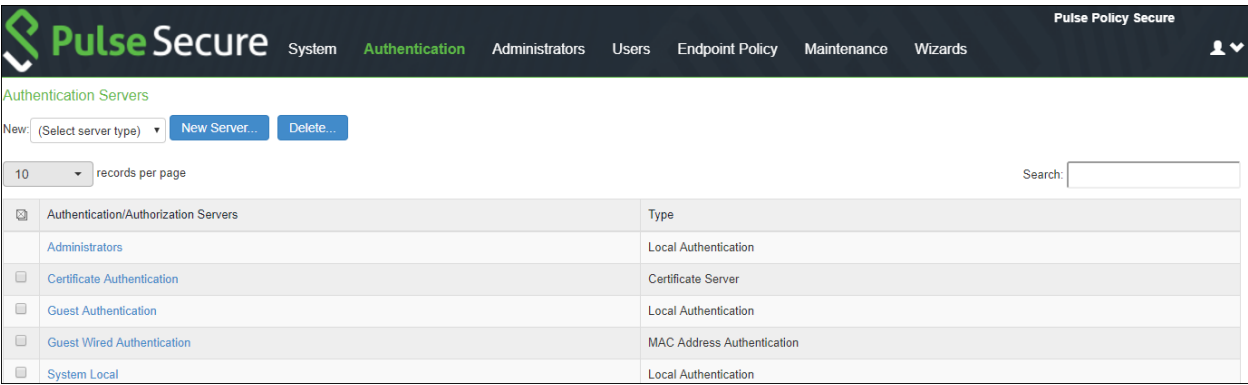 Pulse Policy Secure
Pulse Secure System Authentication Administrators Users Endpoint Policy Maintenance Wizards
Authentication Servers
New: (Select server type) New Server... Delete...
10 records per page Search:
Authentication/Authorization Servers Type
Administrators Local Authentication
Certificate Authentication Certificate Server
Guest Authentication Local Authentication
Guest Wired Authentication MAC Address Authentication
System Local Local Authentication